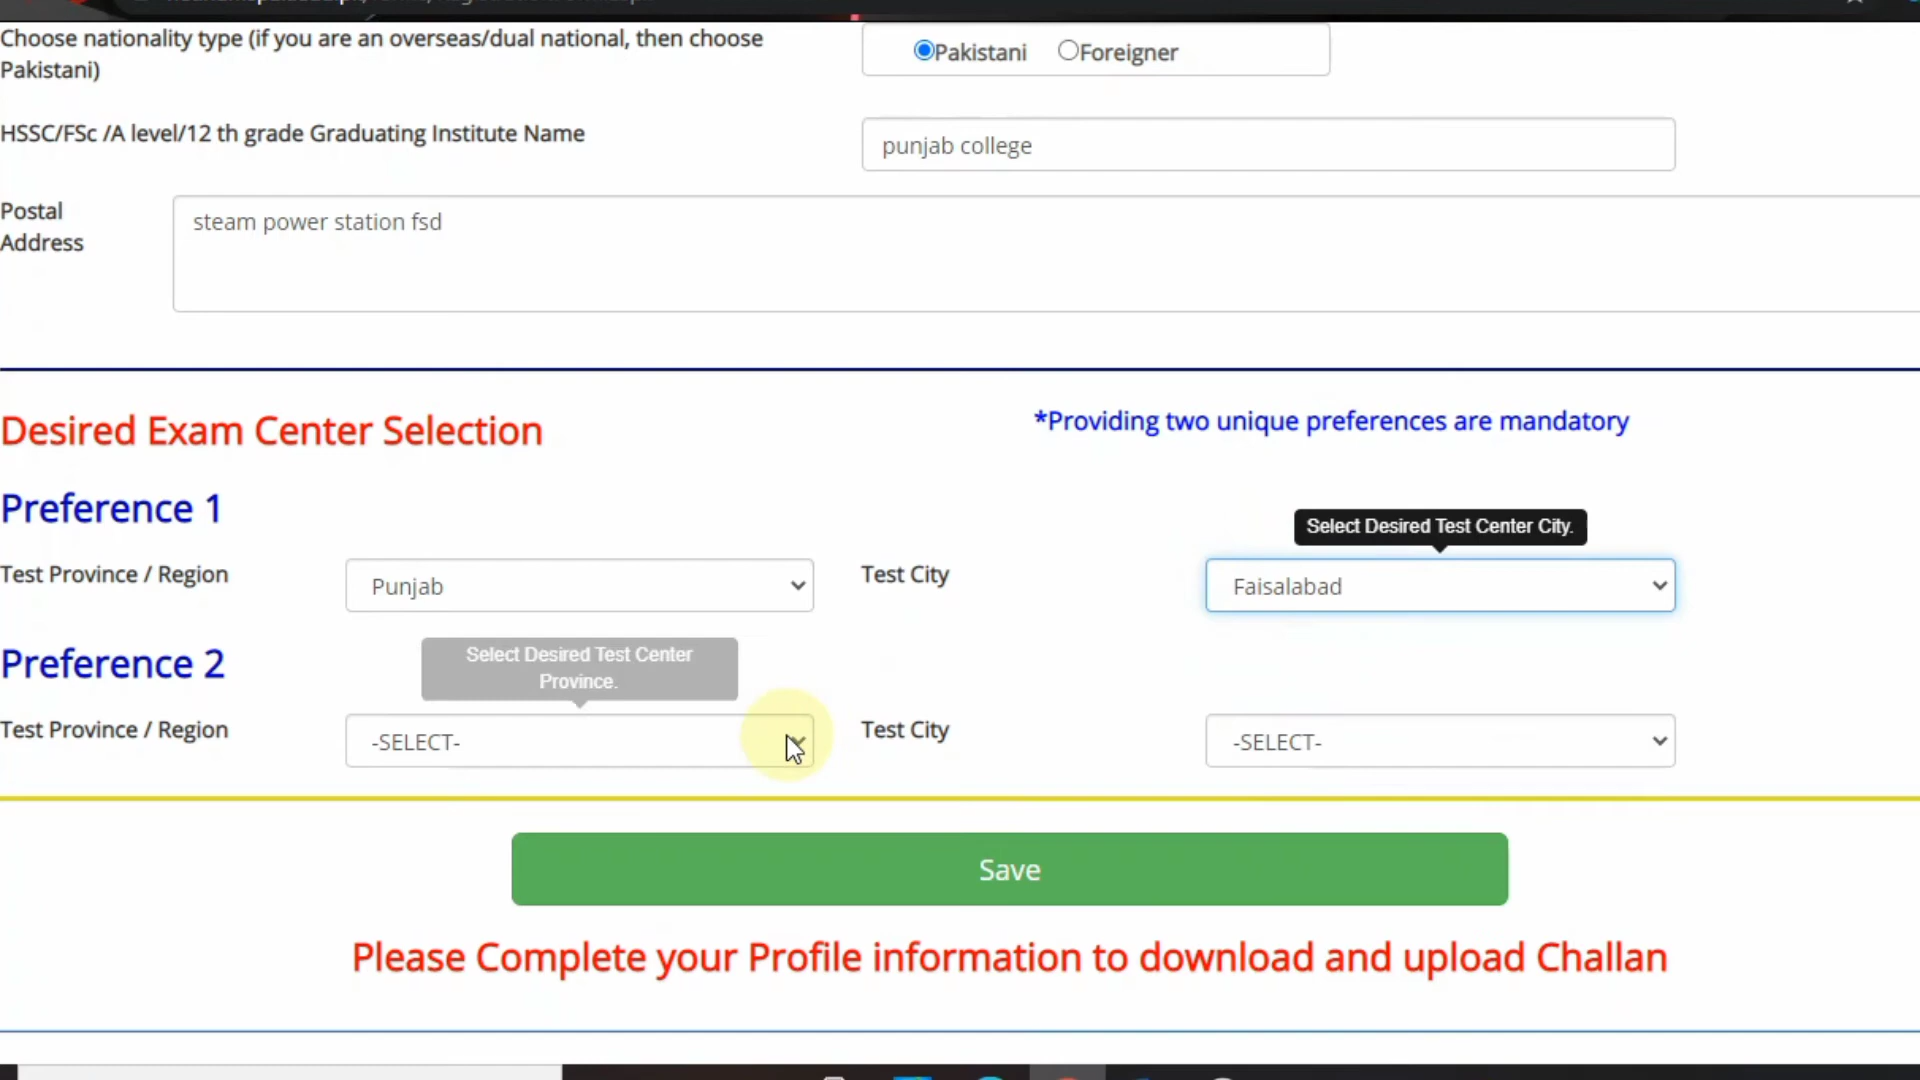 Choose nationality type (if you are an overseas/dual national, then choose
Pakistani)
Pakistani Foreigner
HSSC/FSc /A level/12 th grade Graduating Institute Name
punjab college
Postal
Address
steam power station fsd
Desired Exam Center Selection
*Providing two unique preferences are mandatory
Preference 1
Select Desired Test Center City.
Test Province / Region
Punjab
Test City
Faisalabad
Preference 2
Select Desired Test Center
Province.
Test Province / Region
-SELECT-
Test City
-SELECT-
Save
Please Complete your Profile information to download and upload Challan